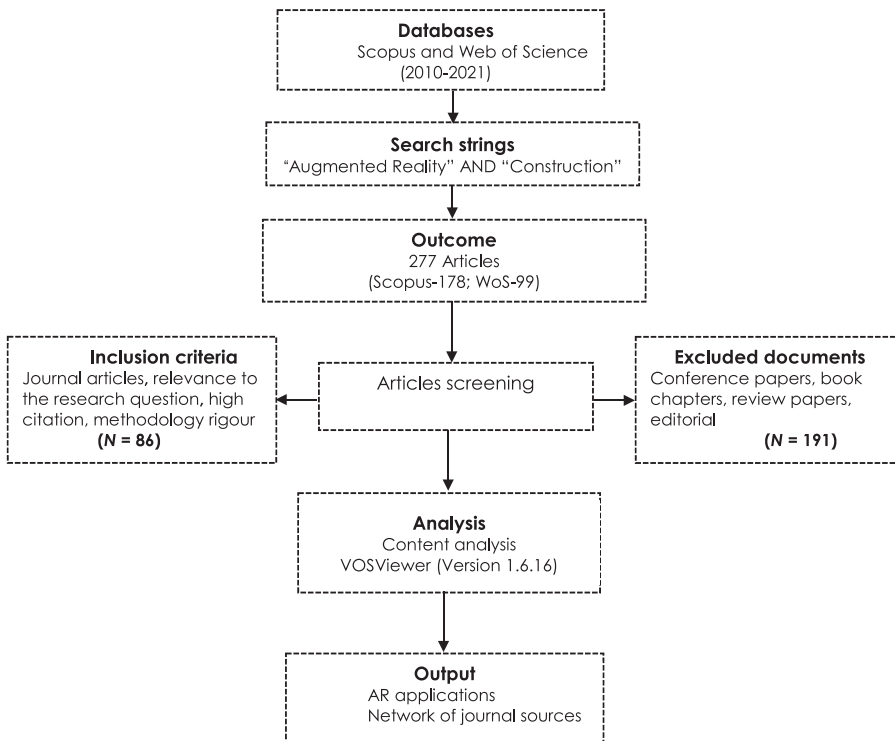 Databases
Scopus and Web of Science
(2010-2021)
Search strings
“Augmented Reality” AND “Construction”
Outcome
277 Articles
(Scopus-178; WoS-99)
Inclusion criteria
Journal articles, relevance to
the research question, high
citation, methodology rigour
(N = 86)
Articles screening
Excluded documents
Conference papers, book
chapters, review papers,
editorial
(N = 191)
Analysis
Content analysis
VOSViewer (Version 1.6.16)
Output
AR applications
Network of journal sources